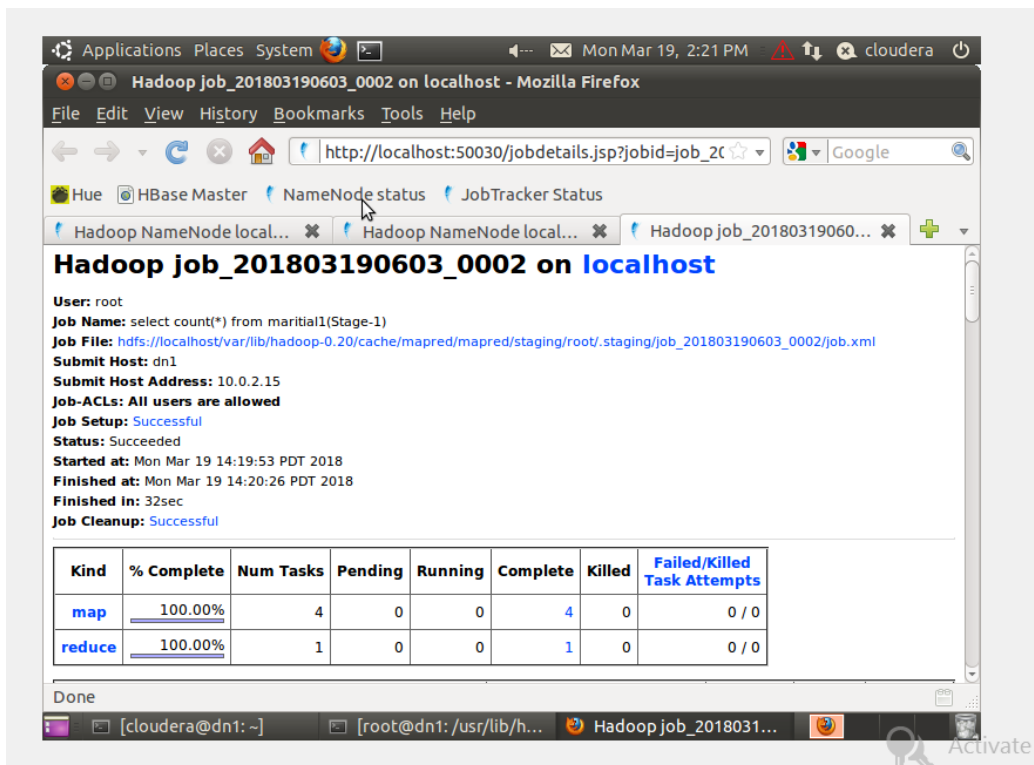 Applications Places System Mon Mar 19, 2:21 PM cloudera
Hadoop job_201803190603_0002 on localhost - Mozilla Firefox
File Edit View History Bookmarks Tools Help
http://localhost:50030/jobdetails.jsp?jobid=job_20 Google
Hue HBase Master NameNode status JobTracker Status
Hadoop NameNode local... Hadoop NameNode local... Hadoop job_20180319060...
Hadoop job_201803190603_0002 on localhost
User: root
Job Name: select count(*) from maritial1(Stage-1)
Job File: hdfs://localhost/var/lib/hadoop-0.20/cache/mapred/mapred/staging/root/.staging/job_201803190603_0002/job.xml
Submit Host: dn1
Submit Host Address: 10.0.2.15
Job-ACLs: All users are allowed
Job Setup: Successful
Status: Succeeded
Started at: Mon Mar 19 14:19:53 PDT 2018
Finished at: Mon Mar 19 14:20:26 PDT 2018
Finished in: 32sec
Job Cleanup: Successful
Kind % Complete Num Tasks Pending Running Complete Killed Failed/Killed Task Attempts
map 100.00% 4 0 0 4 0 0 / 0
reduce 100.00% 1 0 0 1 0 0 / 0
Done
[cloudera@dn1: ~] [root@dn1: /usr/lib/h... Hadoop job_2018031...
Activate